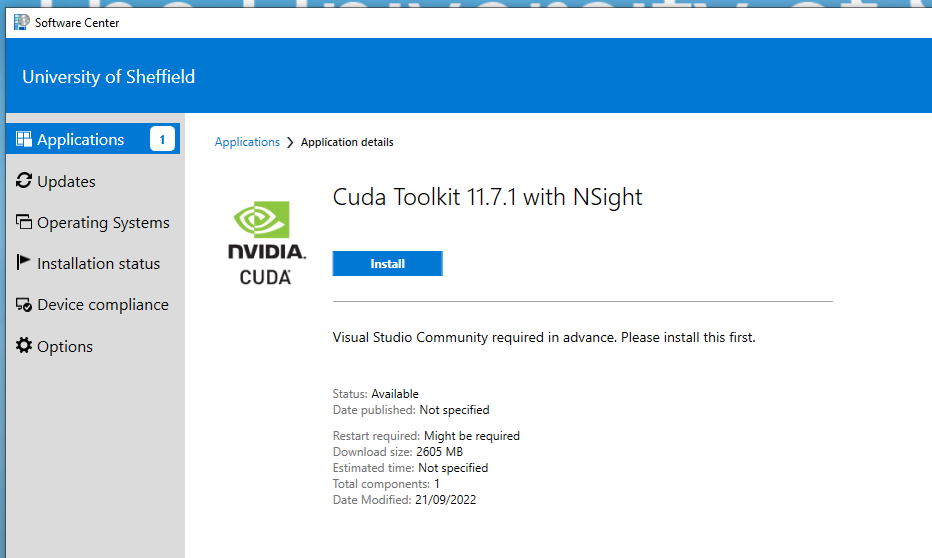 The University of S
Software Center
University of Sheffield
Applications 1
Updates
Operating Systems
Installation status
Device compliance
Options
Applications > Application details
NVIDIA.
CUDA
Cuda Toolkit 11.7.1 with NSight
Install
Visual Studio Community required in advance. Please install this first.
Status: Available
Date published: Not specified
Restart required: Might be required
Download size: 2605 MB
Estimated time: Not specified
Total components: 1
Date Modified: 21/09/2022